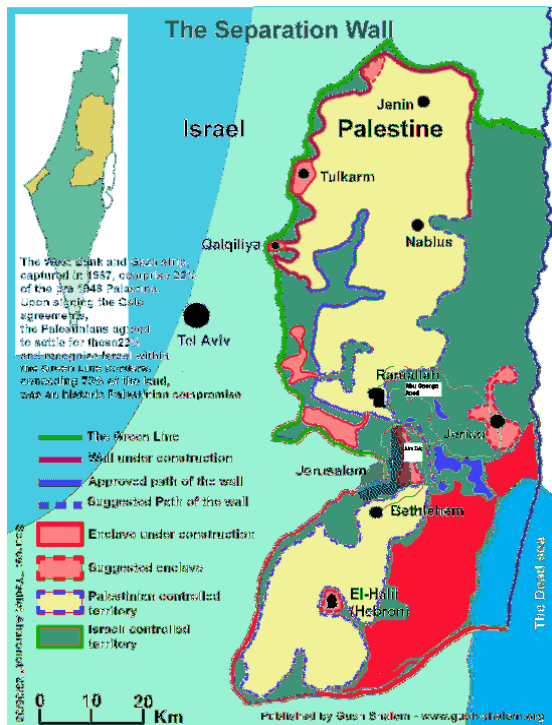 The Separation Wall
Israel
Palestine
Jenin
Tulkarm
Qalqiliya
Nablus
The West Bank and Gaza strip,
captured in 1967, comprise 22%
of the pre 1948 Palestine.
Upon signing the Oslo
agreements,
the Palestinians agreed
to settle for these 22%
and recognize Israel within
the Green Line borders,
conceding 78% of the land,
was an historic Palestinian compromise
Tel Aviv
Ramallah
Jericho
Jerusalem
Bethlehem
El-Halil
(Hebron)
The Dead sea
The Green Line
Wall under construction
Approved path of the wall
Suggested Path of the wall
Enclave under construction
Suggested enclave
Palestinian controlled
territory
Israeli controlled
territory
0 10 20
Km
Published by Gush Shalom - www.gush-shalom.org